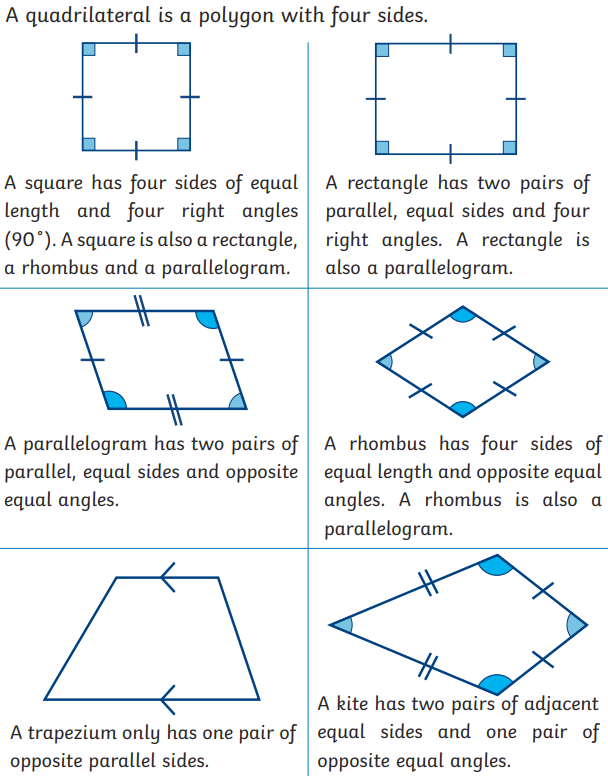 A quadrilateral is a polygon with four sides.
A square has four sides of equal
length and four right angles
(90˚). A square is also a rectangle,
a rhombus and a parallelogram.
A rectangle has two pairs of
parallel, equal sides and four
right angles. A rectangle is
also a parallelogram.
A parallelogram has two pairs of
parallel, equal sides and opposite
equal angles.
A rhombus has four sides of
equal length and opposite equal
angles. A rhombus is also a
parallelogram.
A trapezium only has one pair of
opposite parallel sides.
A kite has two pairs of adjacent
equal sides and one pair of
opposite equal angles.